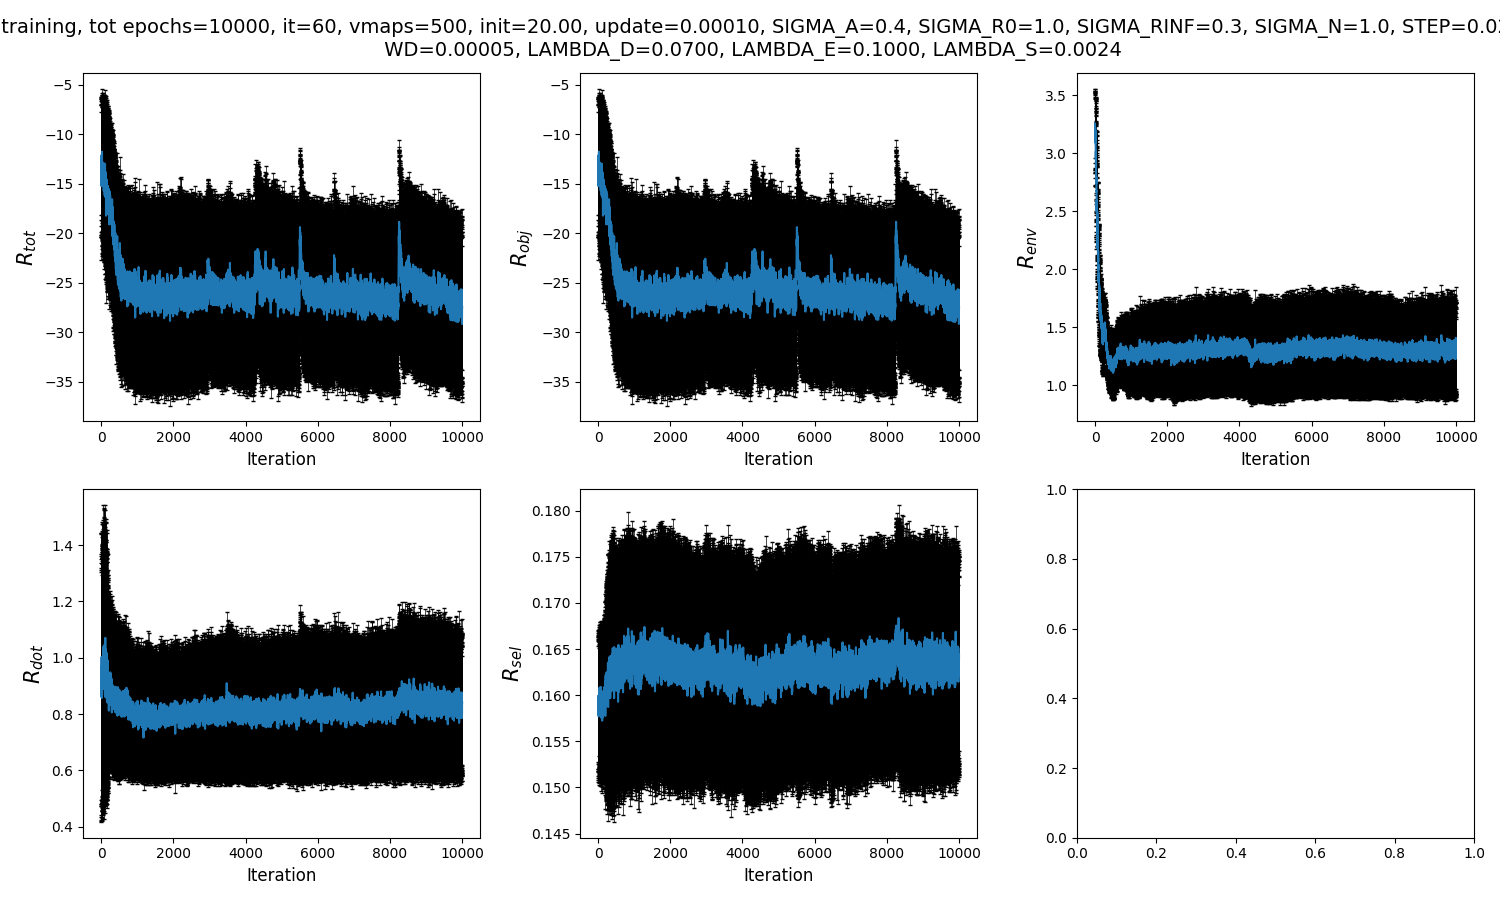 training, tot epochs=10000, it=60, vmaps=500, init=20.00, update=0.00010, SIGMA_A=0.4, SIGMA_R0=1.0, SIGMA_RINF=0.3, SIGMA_N=1.0,
WD=0.00005, LAMBDA_D=0.0700, LAMBDA_E=0.1000, LAMBDA_S=0.0024
−5
−10
−15
−20
−25
−30
−35
R_tot
0 2000 4000 6000 8000 10000
Iteration
−5
−10
−15
−20
−25
−30
−35
R_obj
0 2000 4000 6000 8000 10000
Iteration
3.5
3.0
2.5
2.0
1.5
1.0
R_env
0 2000 4000 6000 8000 10000
Iteration
1.4
1.2
1.0
0.8
0.6
0.4
R_dot
0 2000 4000 6000 8000 10000
Iteration
0.180
0.175
0.170
0.165
0.160
0.155
0.150
0.145
R_sel
0 2000 4000 6000 8000 10000
Iteration
1.0
0.8
0.6
0.4
0.2
0.0
0.0 0.2 0.4 0.6 0.8 1.0